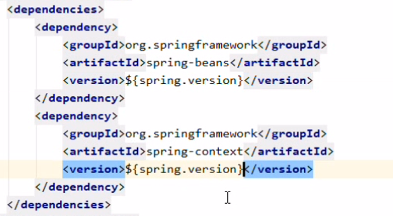 <dependencies>
<dependency>
<groupId>org.springframework</groupId>
<artifactId>spring-beans</artifactId>
<version>${spring.version}</version>
</dependency>
<dependency>
<groupId>org.springframework</groupId>
<artifactId>spring-context</artifactId>
<version>${spring.version}</version>
</dependency>
</dependencies>